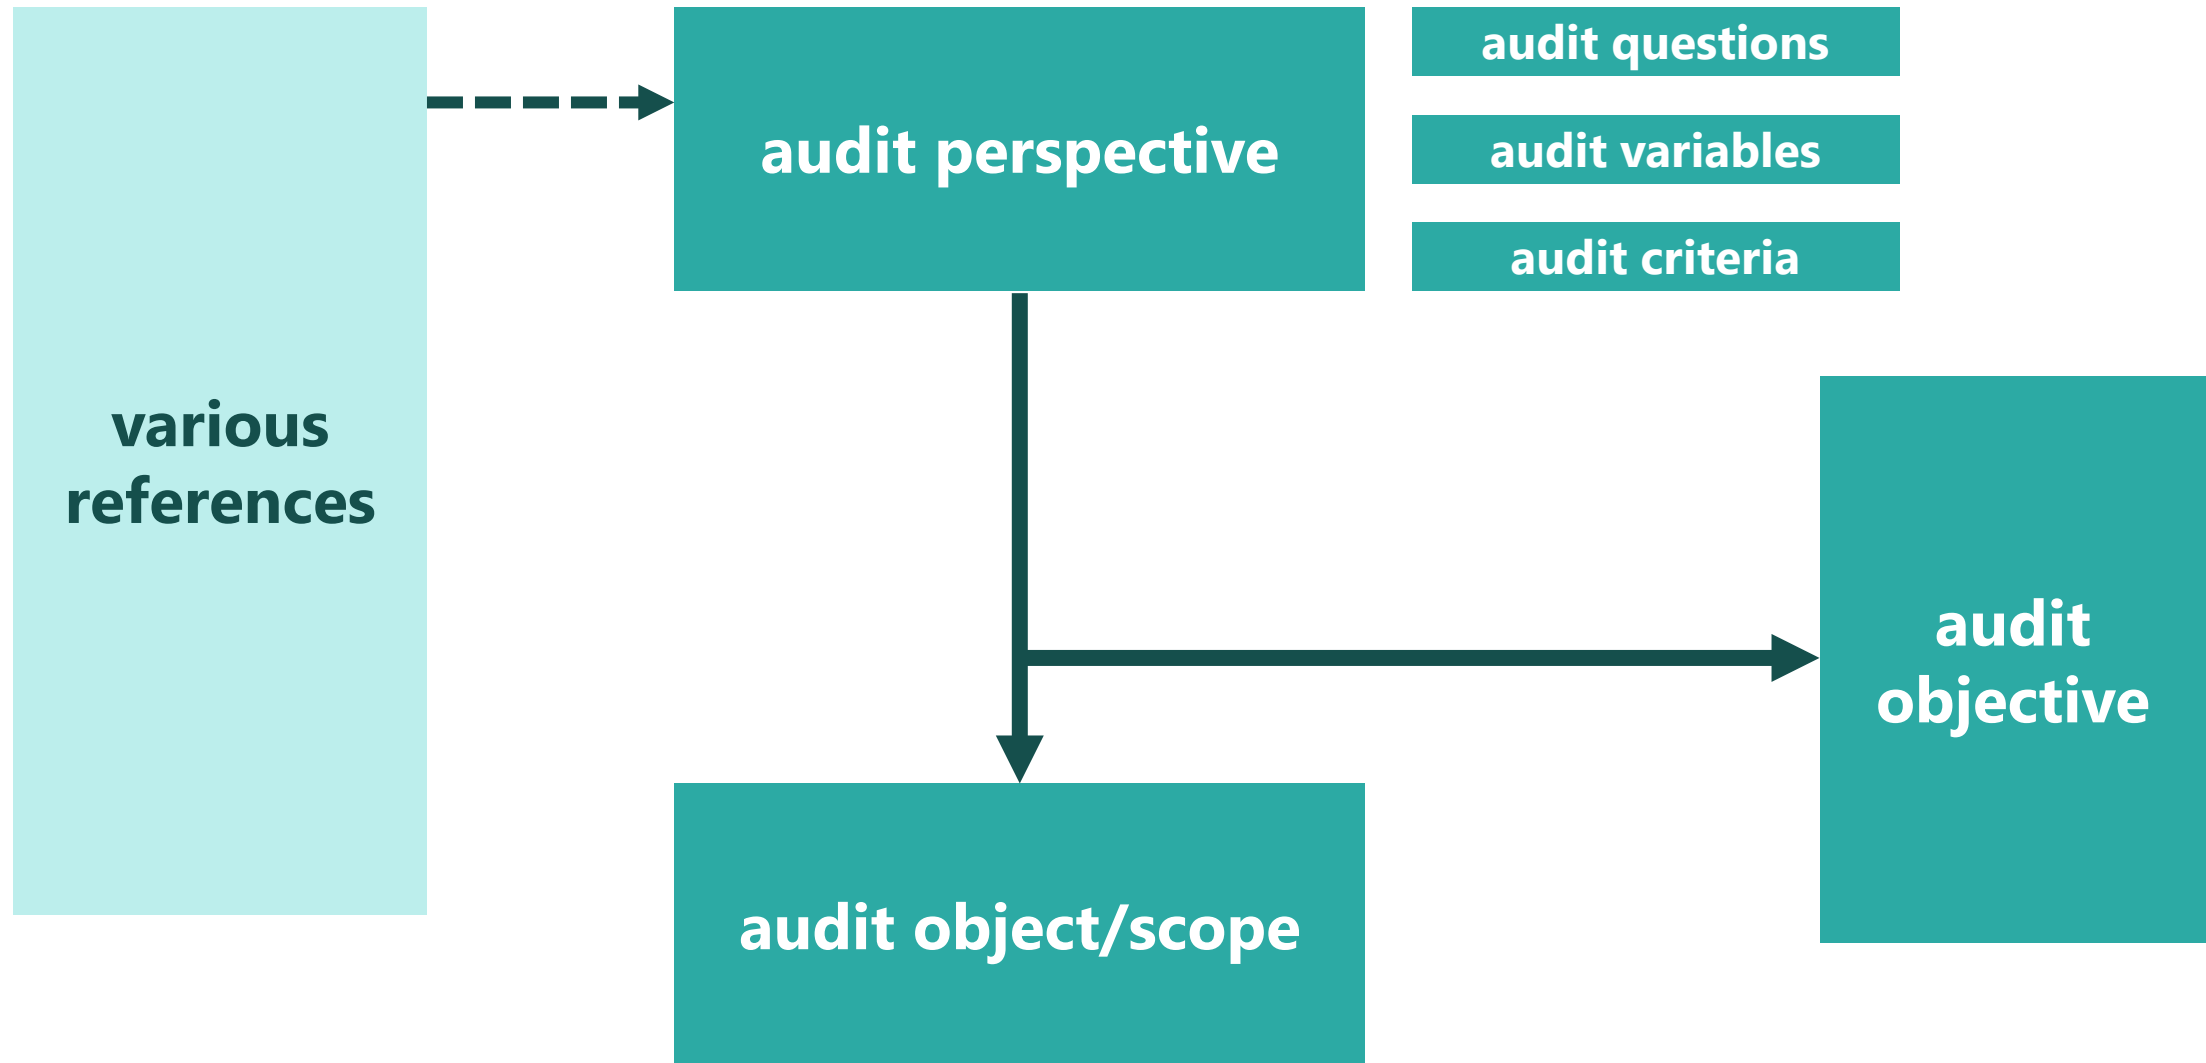 various
references
audit perspective
audit questions
audit variables
audit criteria
audit
objective
audit object/scope